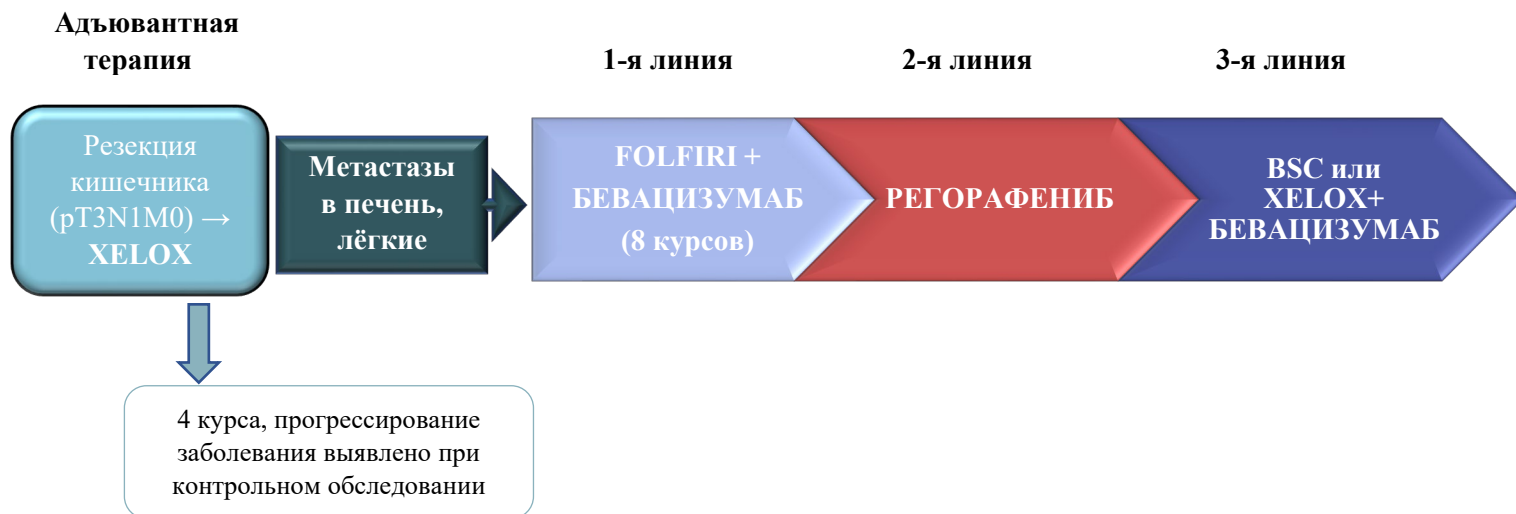 Адъювантная
терапия
1-я линия
2-я линия
3-я линия
Резекция
кишечника
(pT3N1M0) →
XELOX
Метастазы
в печень,
лёгкие
FOLFIRI +
БЕВАЦИЗУМАБ
(8 курсов)
РЕГОРАФЕНИБ
BSC или
XELOX+
БЕВАЦИЗУМАБ
4 курса, прогрессирование
заболевания выявлено при
контрольном обследовании